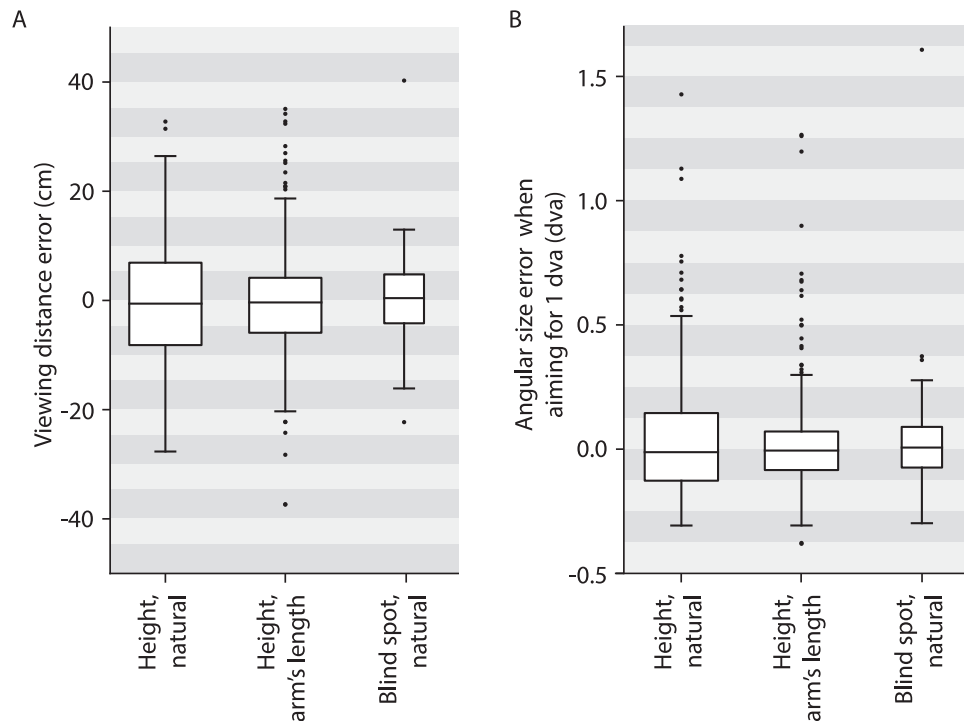 A
Viewing distance error (cm)
40
20
0
-20
-40
Height,
natural
Height,
arm's length
Blind spot,
natural
B
Angular size error when
aiming for 1 dva (dva)
1.5
1.0
0.5
0.0
-0.5
Height,
natural
Height,
arm's length
Blind spot,
natural